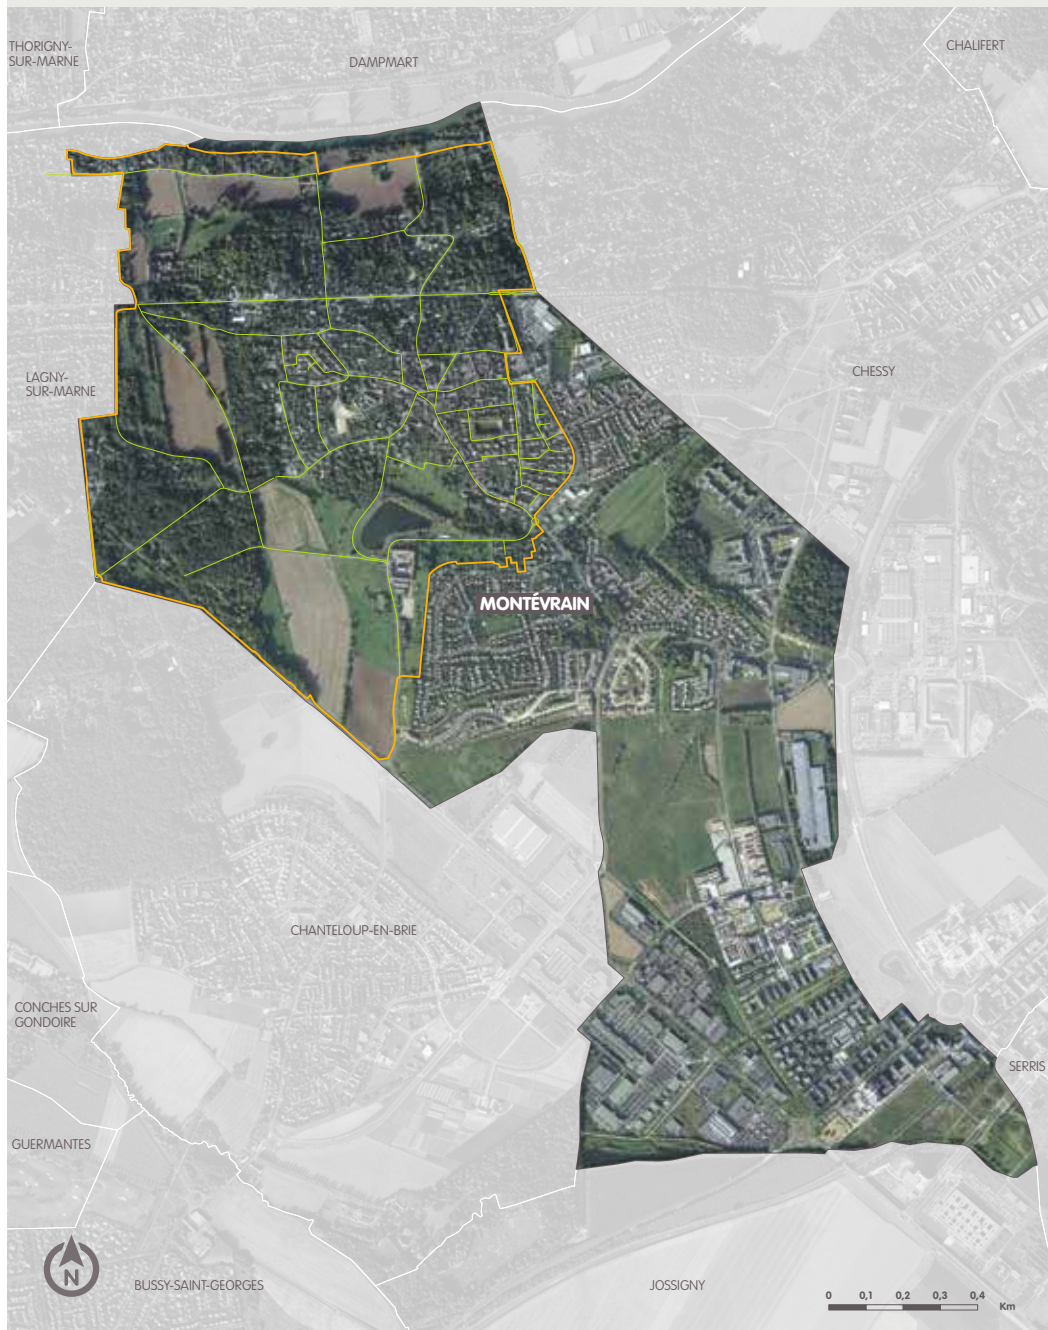 THORIGNY-
SUR-MARNE
DAMPMART
CHALIFERT
LAGNY-
SUR-MARNE
CHESSY
MONTÉVRAIN
CHANTELOUP-EN-BRIE
CONCHES SUR
GONDOIRE
SERRIS
GUERMANTES
N
BUSSY-SAINT-GEORGES
JOSSIGNY
0 0,1 0,2 0,3 0,4
Km